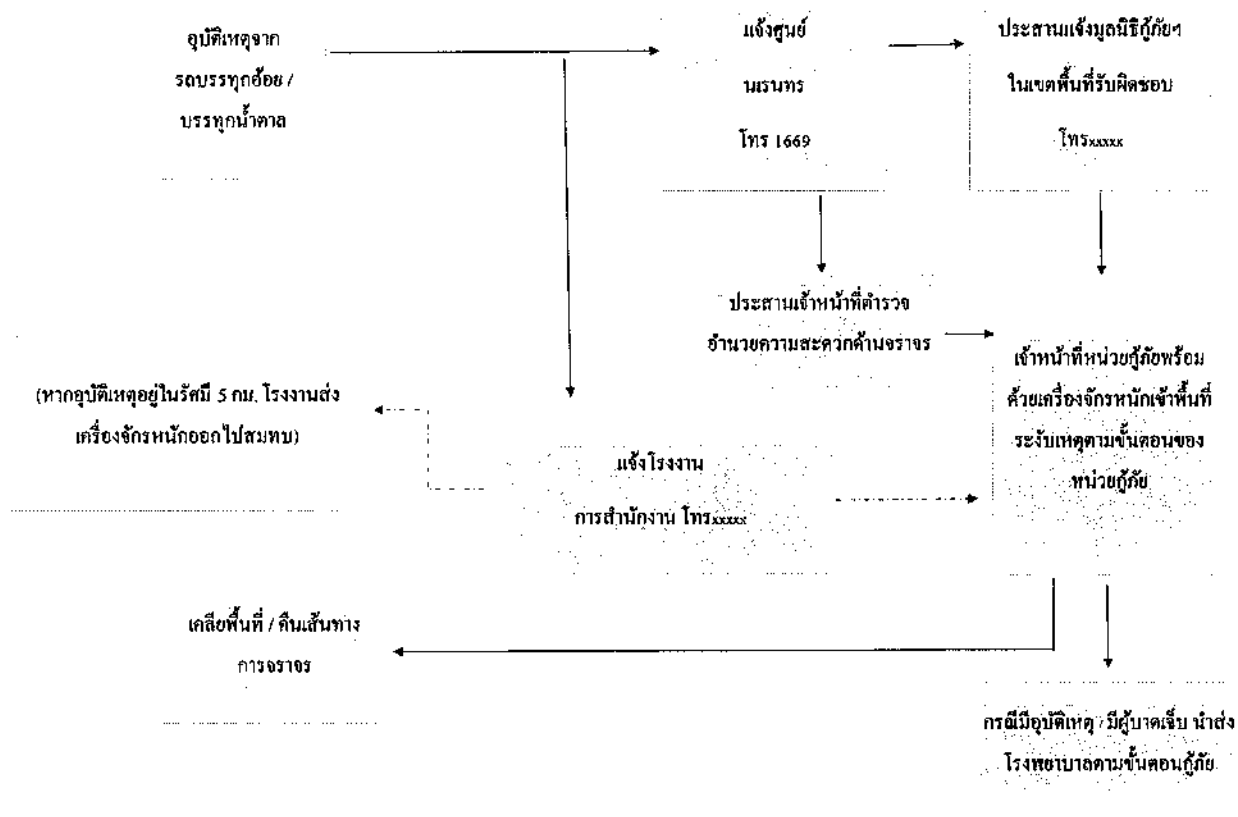 อุบัติเหตุจาก
รถบรรทุกอ้อย /
บรรทุกน้ำตาล
แจ้งศูนย์
นเรนทร
โทร 1669
ประสานแจ้งมูลนิธิกู้ภัยฯ
ในเขตพื้นที่รับผิดชอบ
โทรxxxxx
ประสานเจ้าหน้าที่ตำรวจ
อำนวยความสะดวกด้านจราจร
เจ้าหน้าที่หน่วยกู้ภัยพร้อม
ด้วยเครื่องจักรหนักเข้าพื้นที่
ระงับเหตุตามขั้นตอนของ
หน่วยกู้ภัย
(หากอุบัติเหตุอยู่ในรัศมี 5 กม. โรงงานส่ง
เครื่องจักรหนักออกไปสมทบ)
แจ้งโรงงาน
การสำนักงาน โทรxxxxx
เคลียพื้นที่ / คืนเส้นทาง
การจราจร
กรณีมีอุบัติเหตุ / มีผู้บาดเจ็บ นำส่ง
โรงพยาบาลตามขั้นตอนกู้ภัย